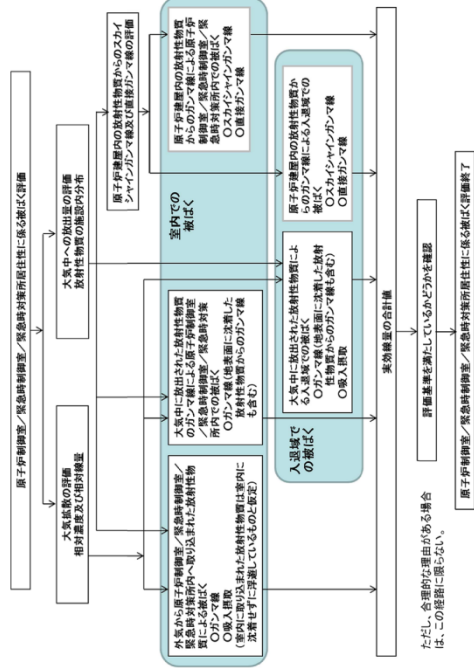 原子炉制御室／緊急時制御室／緊急時対策所居住性に係る被ばく評価
大気拡散の評価
相対濃度及び相対線量
大気中への放出量の評価
放射性物質の施設内分布
原子炉建屋内の放射性物質からのスカイ
シャインガンマ線及び直接ガンマ線の評価
室内での
被ばく
外気から原子炉制御室／緊急時制御室／
緊急時対策所内へ取り込まれた放射性物
質による被ばく
○ガンマ線
○吸入摂取
(室内に取り込まれた放射性物質は室内に
沈着せずに浮遊しているものと仮定)
大気中に放出された放射性物質
のガンマ線による原子炉制御室
／緊急時制御室／緊急時対策
所内での被ばく
○ガンマ線(地表面に沈着した
放射性物質からのガンマ線
も含む)
原子炉建屋内の放射性物質
からのガンマ線による原子炉
制御室／緊急時制御室／緊
急時対策所内での被ばく
○スカイシャインガンマ線
○直接ガンマ線
入退域で
の被ばく
大気中に放出された放射性物質によ
る入退域での被ばく
○ガンマ線(地表面に沈着した放射
性物質からのガンマ線も含む)
○吸入摂取
原子炉建屋内の放射性物質か
らのガンマ線による入退域での
被ばく
○スカイシャインガンマ線
○直接ガンマ線
実効線量の合計値
評価基準を満たしているかどうかを確認
原子炉制御室／緊急時制御室／緊急時対策所居住性に係る被ばく評価終了
ただし、合理的な理由がある場合
は、この経路に限らない。